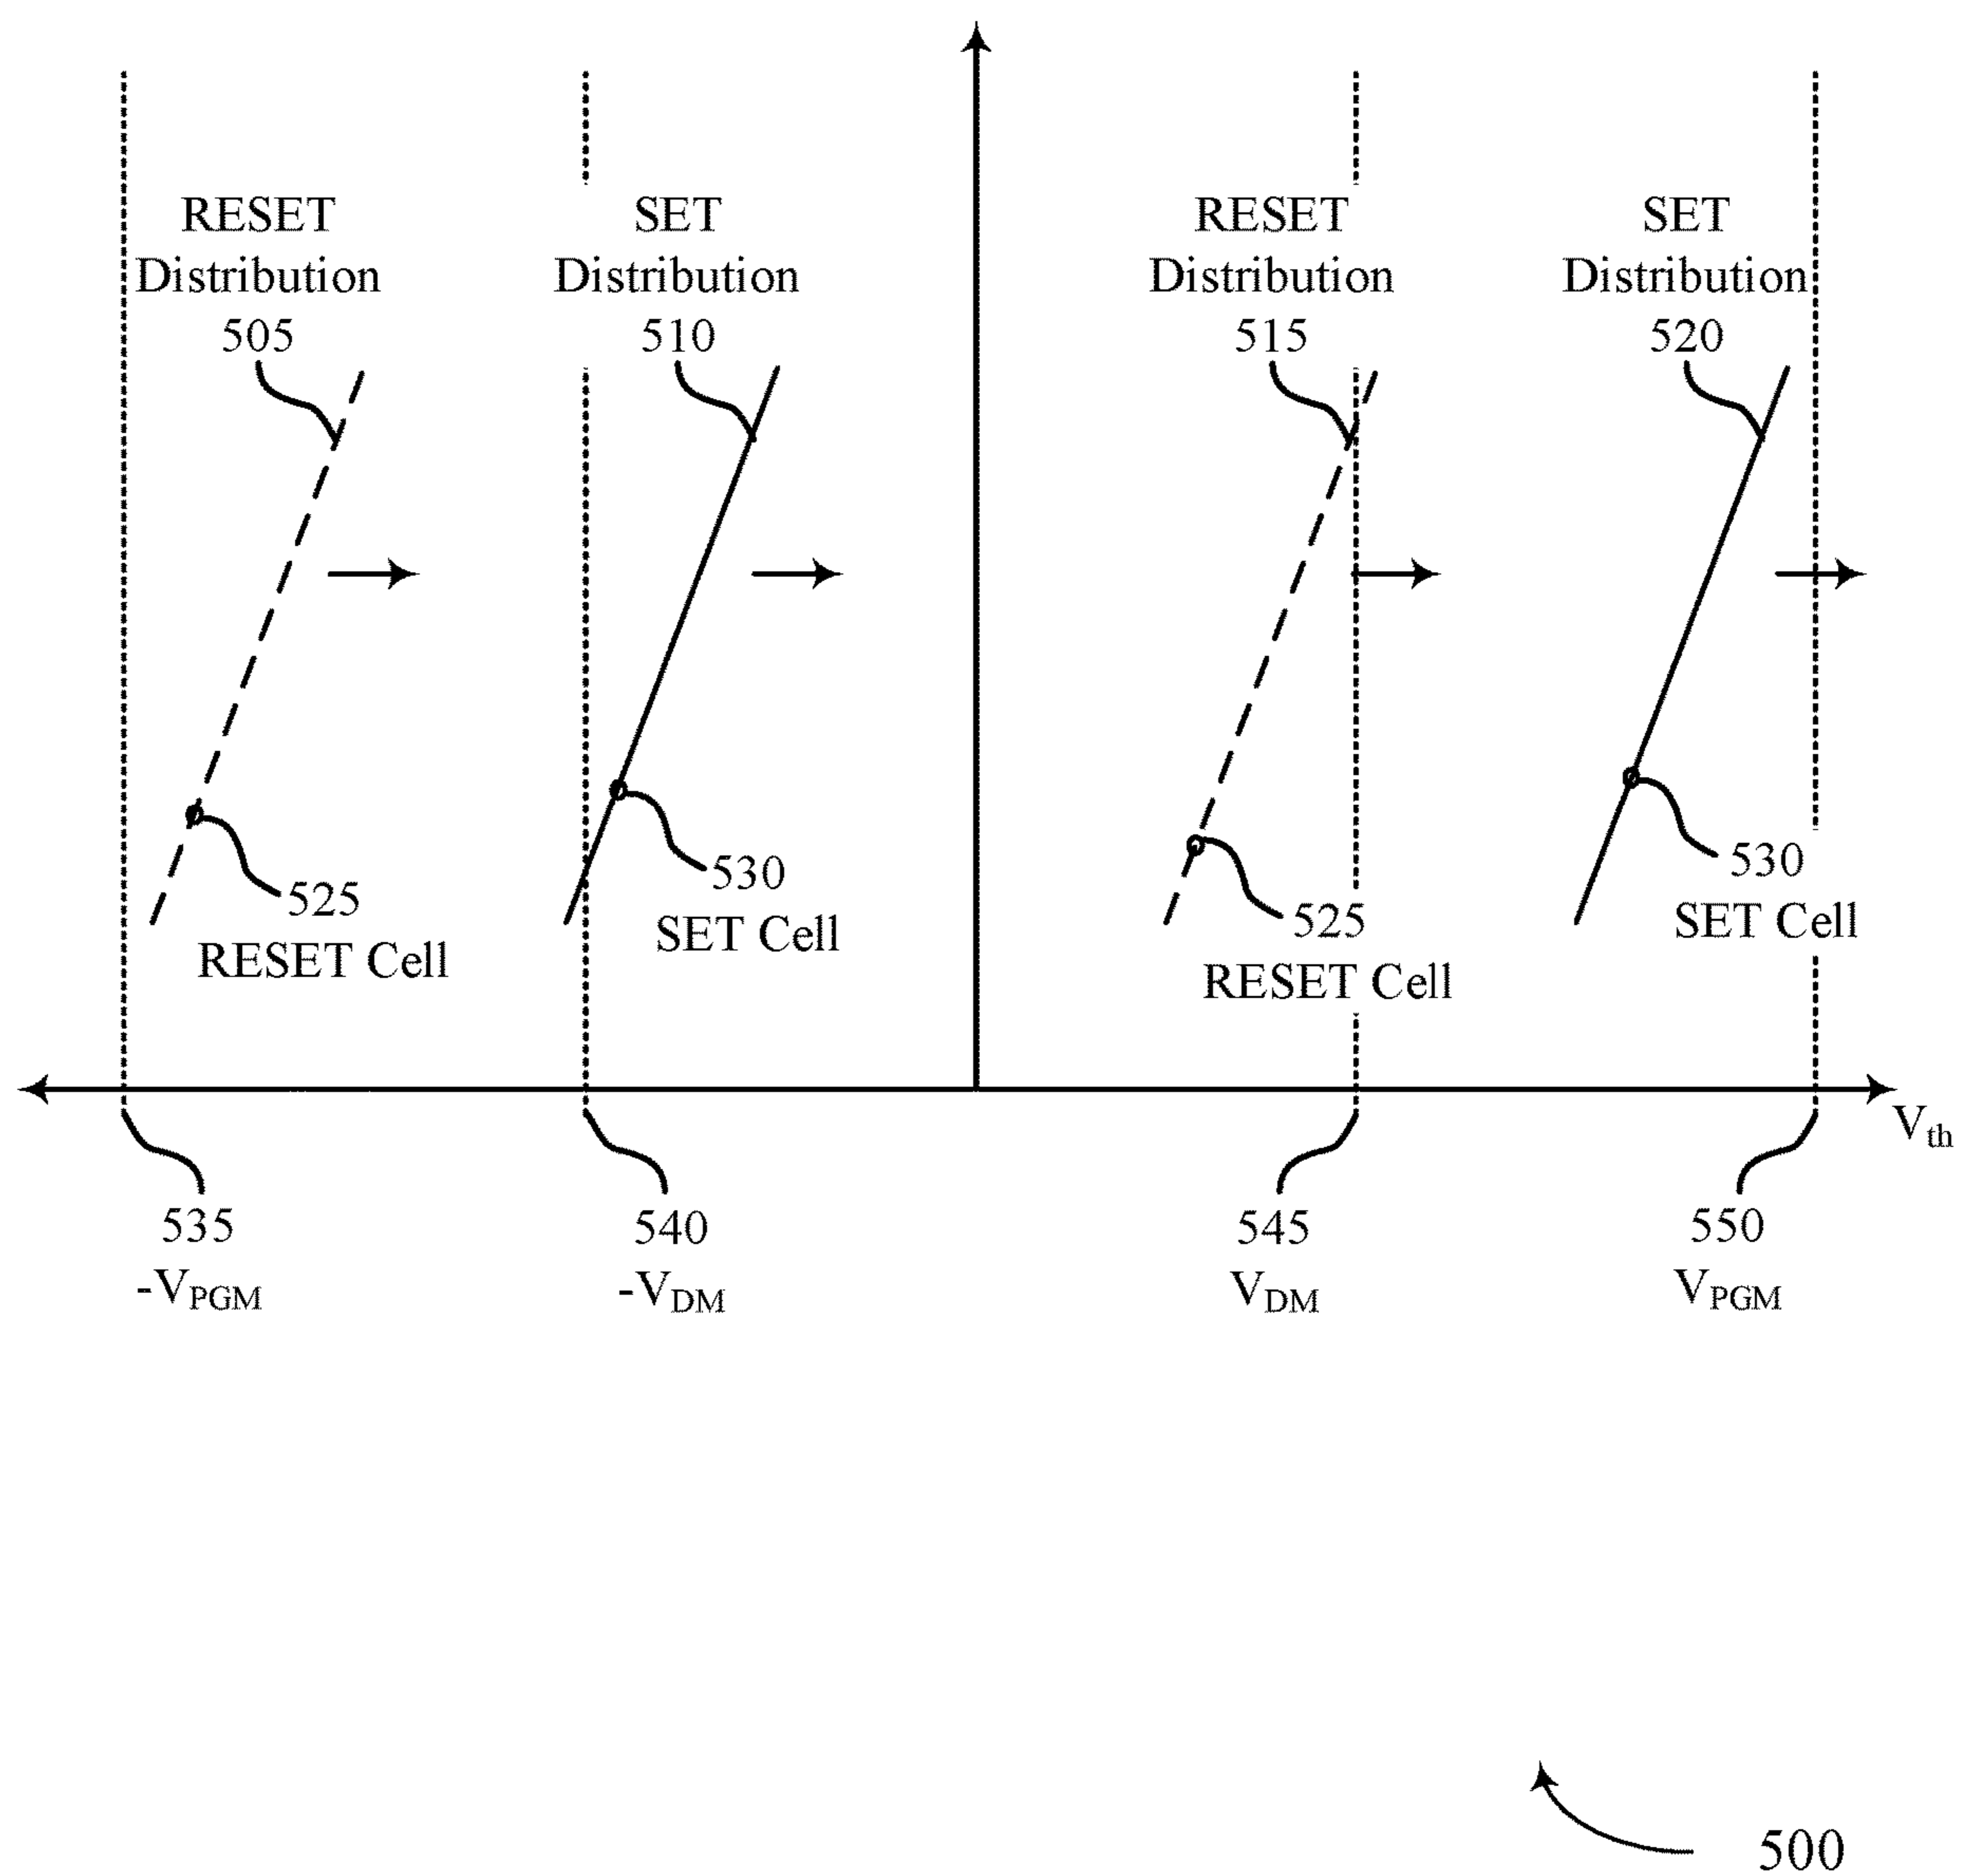 RESET
Distribution
505
SET
Distribution
510
RESET
Distribution
515
SET
Distribution
520
525
RESET Cell
530
SET Cell
525
RESET Cell
530
SET Cell
Vth
535
-VPGM
540
-VDM
545
VDM
550
VPGM
500